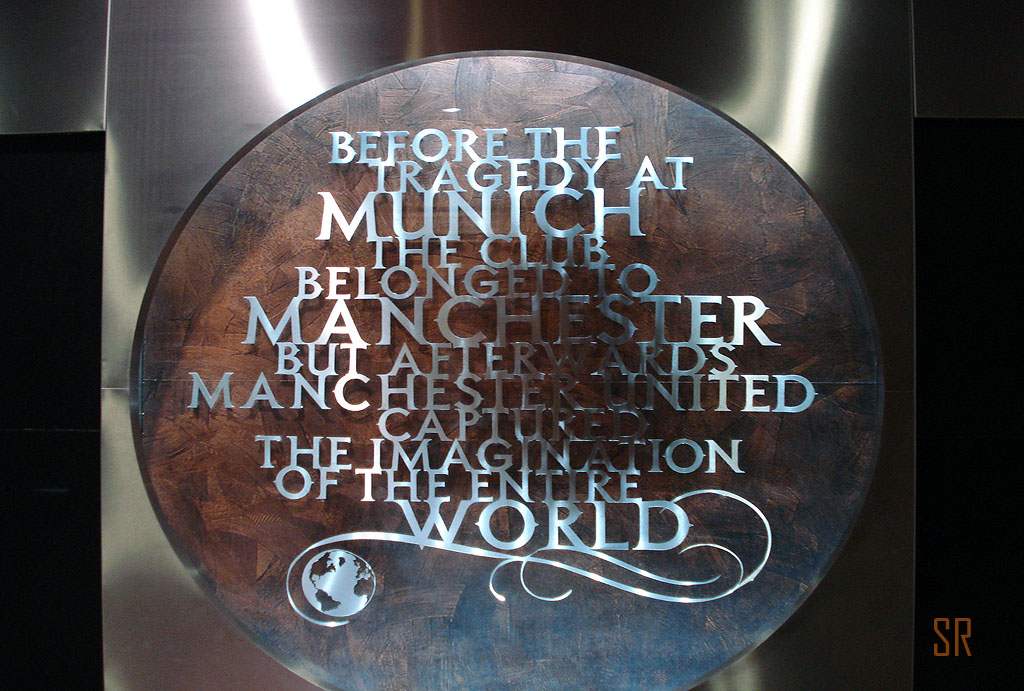 BEFORE THE
TRAGEDY AT
MUNICH
THE CLUB
BELONGED TO
MANCHESTER
BUT AFTERWARDS
MANCHESTER UNITED
CAPTURED
THE IMAGINATION
OF THE ENTIRE
WORLD
SR